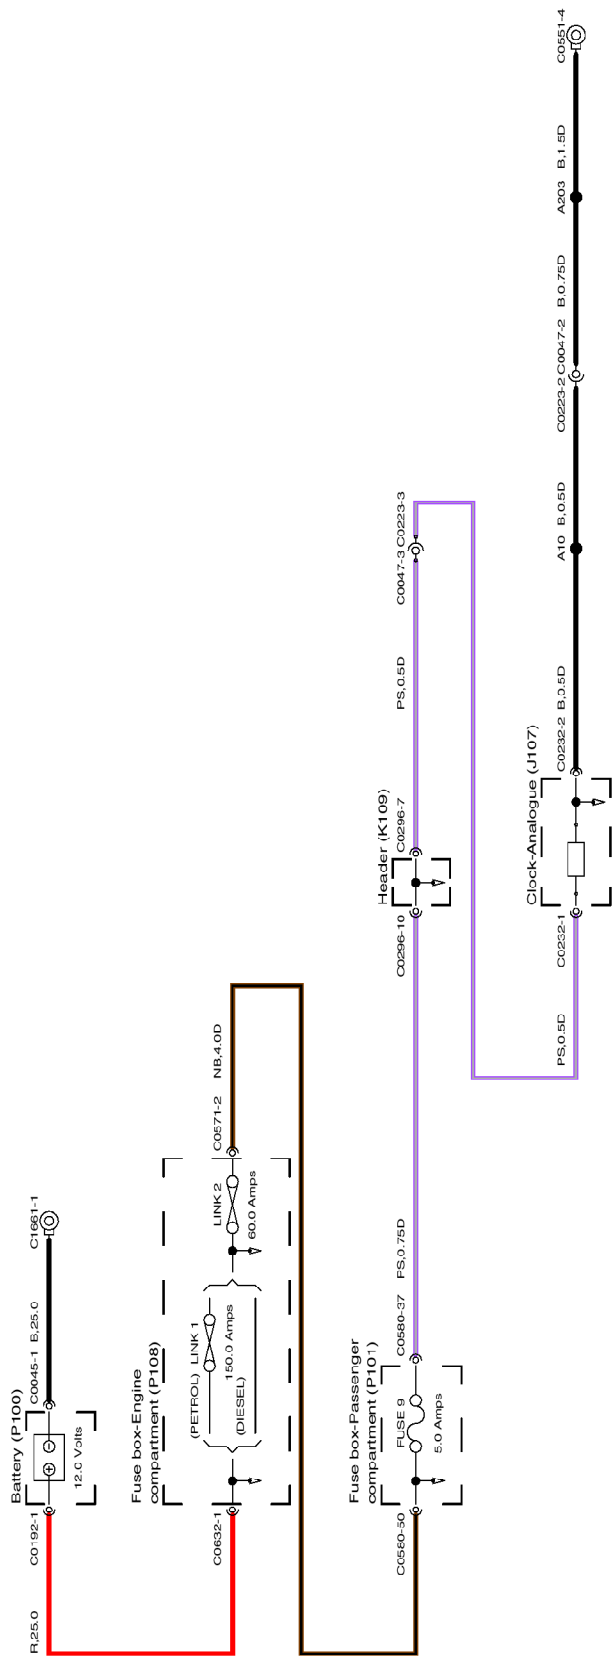 Battery (P100)
12.0 Volts
C0192-1
R,25.0
C0045-1
B,25.0
C1661-1
Fuse box-Engine
compartment (P108)
C0632-1
(PETROL)
LINK 1
150.0 Amps
(DIESEL)
LINK 2
60.0 Amps
C0571-2
NB,4.0D
Fuse box-Passenger
compartment (P101)
C0580-50
FUSE 9
5.0 Amps
C0580-37
PS,0.75D
Header (K109)
C0296-10
C0296-7
PS,0.5D
C0047-3
C0223-3
Clock-Analogue (J107)
PS,0.5D
C0232-1
C0232-2
B,0.5D
A10
B,0.5D
C0223-2
C0047-2
B,0.75D
A203
B,1.5D
C0551-4